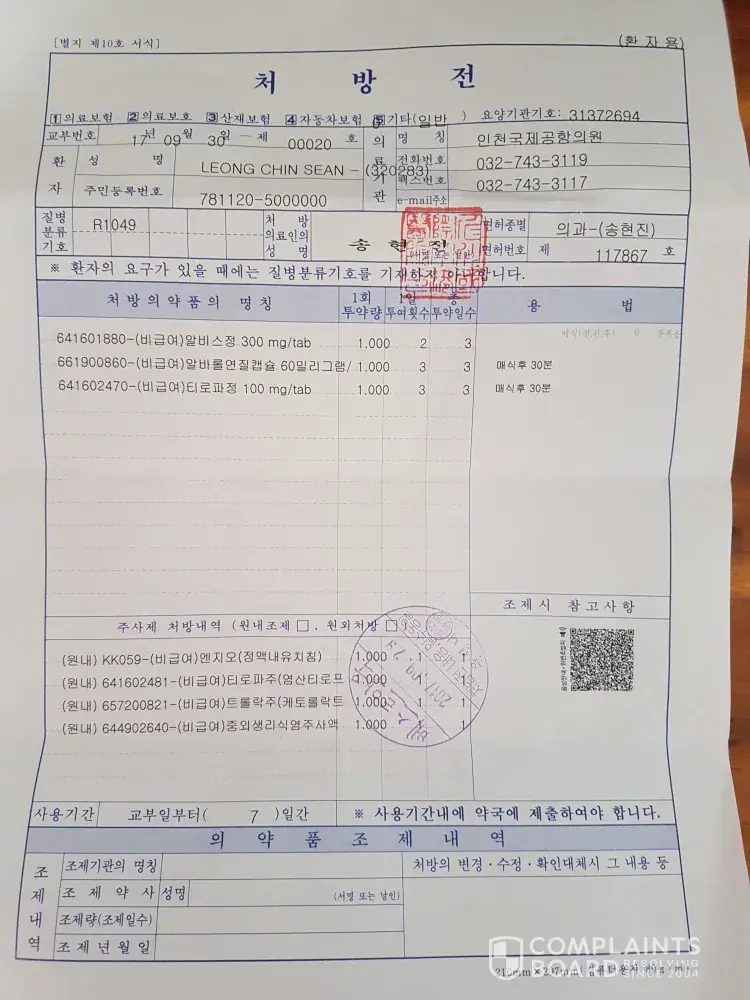 [별지 제10호 서식]
(환 자 용)
처 방 전
1 의료보험 2 의료보호 3 산재보험 4 자동차보험 5 기타(일반 ) 요양기관기호: 31372694
교부번호 17년 09월 30일 - 제 00020 호
의료기관 명 칭 인천국제공항의원
전화번호 032-743-3119
팩스번호 032-743-3117
e-mail주소
환자 성 명 LEONG CHIN SEAN - (320283)
주민등록번호 781120-5000000
질병분류기호 R1049
처 방 의료인의 성 명 송 현 진 (서명 또는 날인)
면허종별 의과-(송현진)
면허번호 제 117867 호
※ 환자의 요구가 있을 때에는 질병분류기호를 기재하지 아니합니다.
처 방 의 약 품 의 명 칭 1회 투약량 1일 투여횟수 총 투약일수 용 법
641601880-(비급여)알비스정 300 mg/tab 1.000 2 3
661900860-(비급여)알바롤연질캡슐 60밀리그램/ 1.000 3 3 매식후 30분
641602470-(비급여)티로파정 100 mg/tab 1.000 3 3 매식후 30분
조 제 시 참 고 사 항
주사제 처방내역 (원내조제 □, 원외처방 □)
(원내) KK059-(비급여)엔지오(정맥내유치침) 1.000 1 1
(원내) 641602481-(비급여)티로파주(염산티로프 1.000 1 1
(원내) 657200821-(비급여)트롤락주(케토롤락트 1.000 1 1
(원내) 644902640-(비급여)중외생리식염주사액 1.000 1
사용기간 교부일부터( 7 )일간 ※ 사용기간내에 약국에 제출하여야 합니다.
의 약 품 조 제 내 역
조제내역 조제기관의 명칭 처방의 변경·수정·확인대체시 그 내용 등
조 제 약 사 성명 (서명 또는 날인)
조제량(조제일수)
조 제 년 월 일
COMPLAINTS
BOARD RESOLVING SINCE 2004